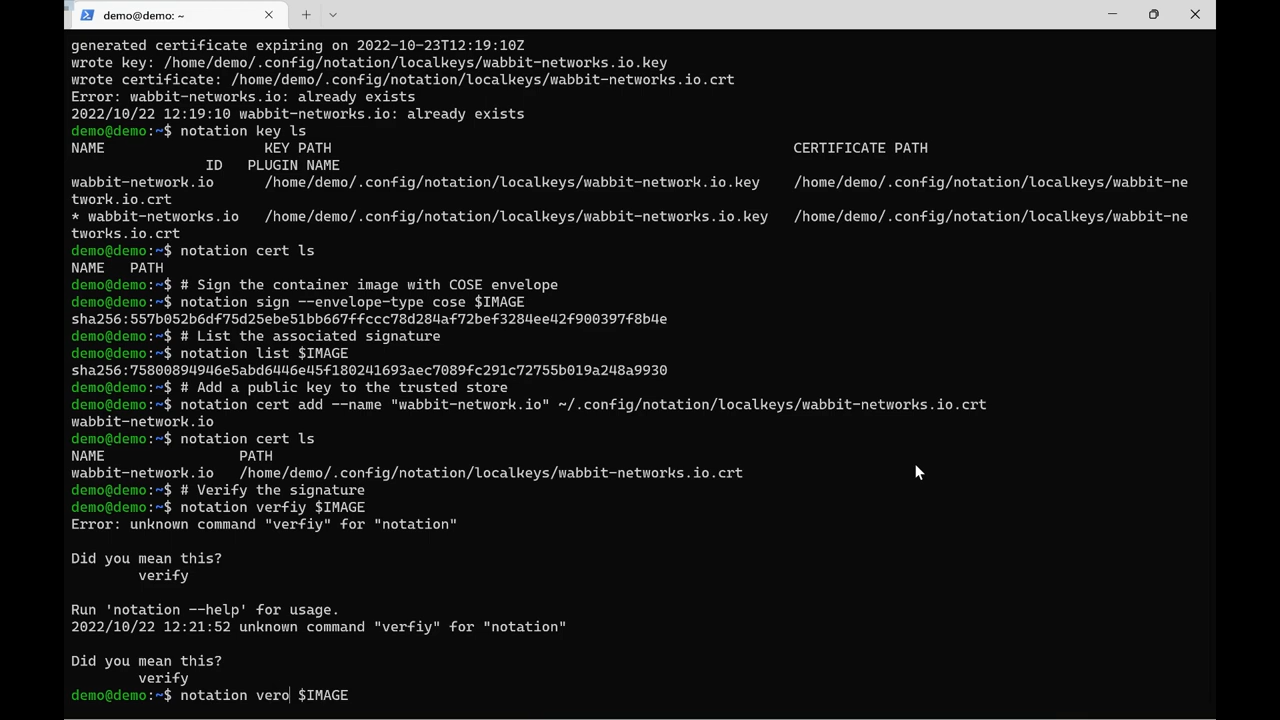 demo@demo: ~
generated certificate expiring on 2022-10-23T12:19:10Z
wrote key: /home/demo/.config/notation/localkeys/wabbit-networks.io.key
wrote certificate: /home/demo/.config/notation/localkeys/wabbit-networks.io.crt
Error: wabbit-networks.io: already exists
2022/10/22 12:19:10 wabbit-networks.io: already exists
demo@demo:~$ notation key ls
NAME                   KEY PATH                                                       CERTIFICATE PATH
                ID   PLUGIN NAME
wabbit-network.io      /home/demo/.config/notation/localkeys/wabbit-network.io.key    /home/demo/.config/notation/localkeys/wabbit-ne
twork.io.crt
* wabbit-networks.io   /home/demo/.config/notation/localkeys/wabbit-networks.io.key   /home/demo/.config/notation/localkeys/wabbit-ne
tworks.io.crt
demo@demo:~$ notation cert ls
NAME   PATH
demo@demo:~$ # Sign the container image with COSE envelope
demo@demo:~$ notation sign --envelope-type cose $IMAGE
sha256:557b052b6df75d25ebe51bb667ffccc78d284af72bef3284ee42f900397f8b4e
demo@demo:~$ # List the associated signature
demo@demo:~$ notation list $IMAGE
sha256:75800894946e5abd6446e45f180241693aec7089fc291c72755b019a248a9930
demo@demo:~$ # Add a public key to the trusted store
demo@demo:~$ notation cert add --name "wabbit-network.io" ~/.config/notation/localkeys/wabbit-networks.io.crt
wabbit-network.io
demo@demo:~$ notation cert ls
NAME                PATH
wabbit-network.io   /home/demo/.config/notation/localkeys/wabbit-networks.io.crt
demo@demo:~$ # Verify the signature
demo@demo:~$ notation verfiy $IMAGE
Error: unknown command "verfiy" for "notation"
Did you mean this?
        verify
Run 'notation --help' for usage.
2022/10/22 12:21:52 unknown command "verfiy" for "notation"
Did you mean this?
        verify
demo@demo:~$ notation vero $IMAGE